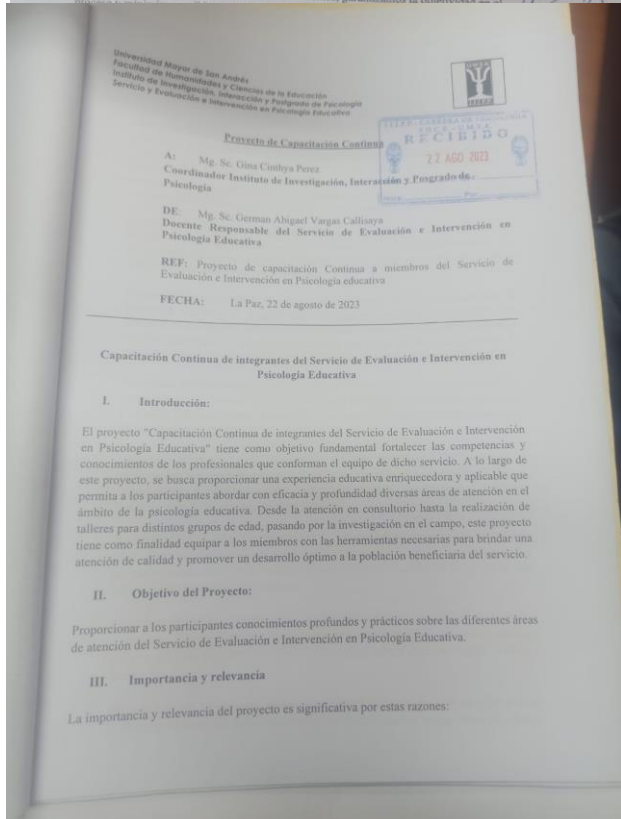 Universidad Mayor de San Andrés
Facultad de Humanidades y Ciencias de la Educación
Instituto de Investigación, Interacción y Postgrado de Psicología
Servicio y Evaluación e Intervención en Psicología Educativa
RECIBIDO
22 AGO 2023
Proyecto de Capacitación Continua
A: Mg. Sc. Gina Cinthya Perez
Coordinador Instituto de Investigación, Interacción y Posgrado de
Psicología
DE Mg. Sc. German Abigael Vargas Callisaya
Docente Responsable del Servicio de Evaluación e Intervención en
Psicología Educativa
REF: Proyecto de capacitación Continua a miembros del Servicio de
Evaluación e Intervención en Psicología educativa
FECHA: La Paz, 22 de agosto de 2023
Capacitación Continua de integrantes del Servicio de Evaluación e Intervención en
Psicología Educativa
I. Introducción:
El proyecto "Capacitación Continua de integrantes del Servicio de Evaluación e Intervención
en Psicología Educativa" tiene como objetivo fundamental fortalecer las competencias y
conocimientos de los profesionales que conforman el equipo de dicho servicio. A lo largo de
este proyecto, se busca proporcionar una experiencia educativa enriquecedora y aplicable que
permita a los participantes abordar con eficacia y profundidad diversas áreas de atención en el
ámbito de la psicología educativa. Desde la atención en consultorio hasta la realización de
talleres para distintos grupos de edad, pasando por la investigación en el campo, este proyecto
tiene como finalidad equipar a los miembros con las herramientas necesarias para brindar una
atención de calidad y promover un desarrollo óptimo a la población beneficiaria del servicio.
II. Objetivo del Proyecto:
Proporcionar a los participantes conocimientos profundos y prácticos sobre las diferentes áreas
de atención del Servicio de Evaluación e Intervención en Psicología Educativa.
III. Importancia y relevancia
La importancia y relevancia del proyecto es significativa por estas razones: